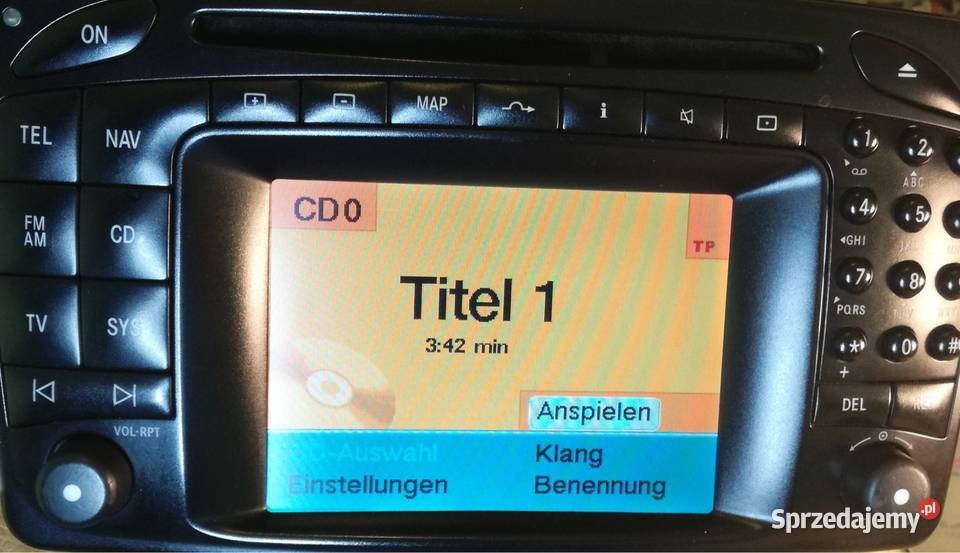 ON
MAP
i
TEL
NAV
1
2
ABC
CD0
TP
FM
AM
CD
4
5
GHI
Titel 1
3:42 min
7
8
PQRS
TV
SYS
*
0
#
+
Anspielen
DEL
VOL·RPT
D-Auswahl
Klang
Einstellungen
Benennung
Sprzedajemy.pl